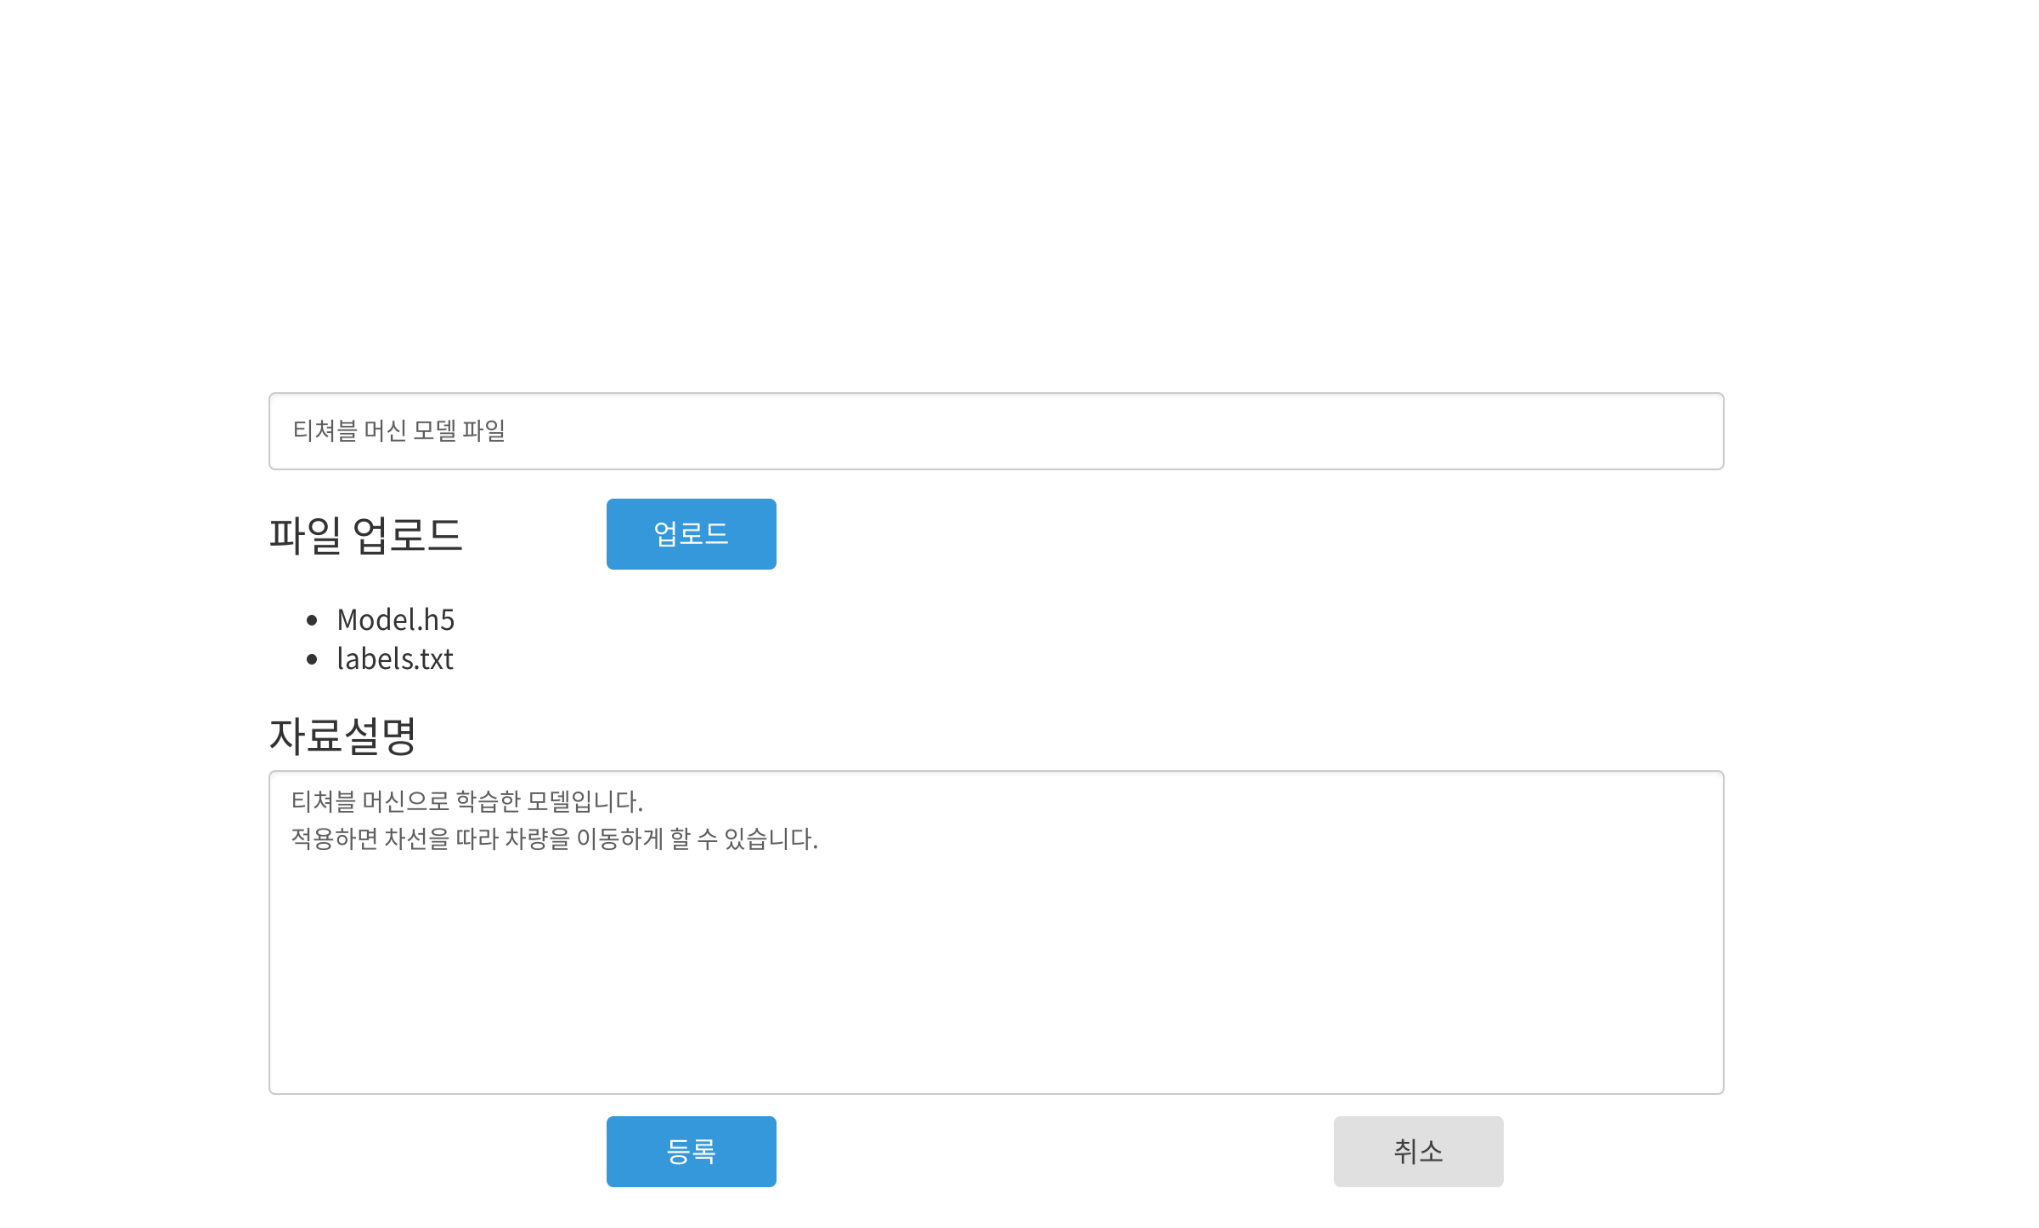 티쳐블 머신 모델 파일
파일 업로드
업로드
Model.h5
labels.txt
자료설명
티쳐블 머신으로 학습한 모델입니다.
적용하면 차선을 따라 차량을 이동하게 할 수 있습니다.
등록
취소